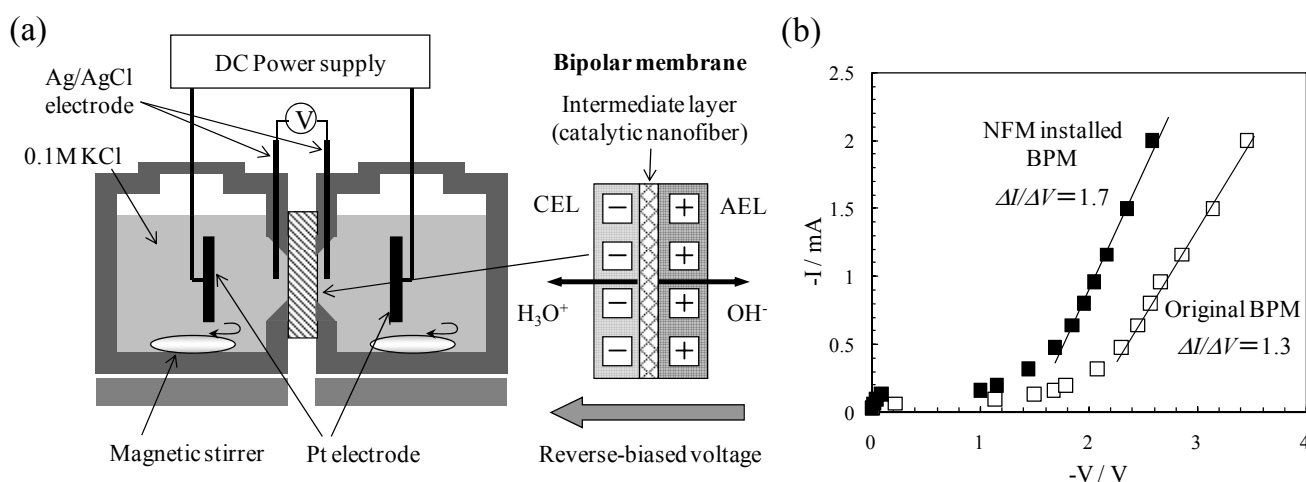 (a)
DC Power supply
Ag/AgCl
electrode
V
0.1M KCl
Magnetic stirrer
Pt electrode
Bipolar membrane
Intermediate layer
(catalytic nanofiber)
CEL
AEL
− +
− +
− +
− +
H₃O⁺
OH⁻
Reverse-biased voltage
(b)
-I / mA
2.5
2
1.5
1
0.5
0
0 1 2 3 4
-V / V
NFM installed
BPM
ΔI/ΔV＝1.7
Original BPM
ΔI/ΔV＝1.3